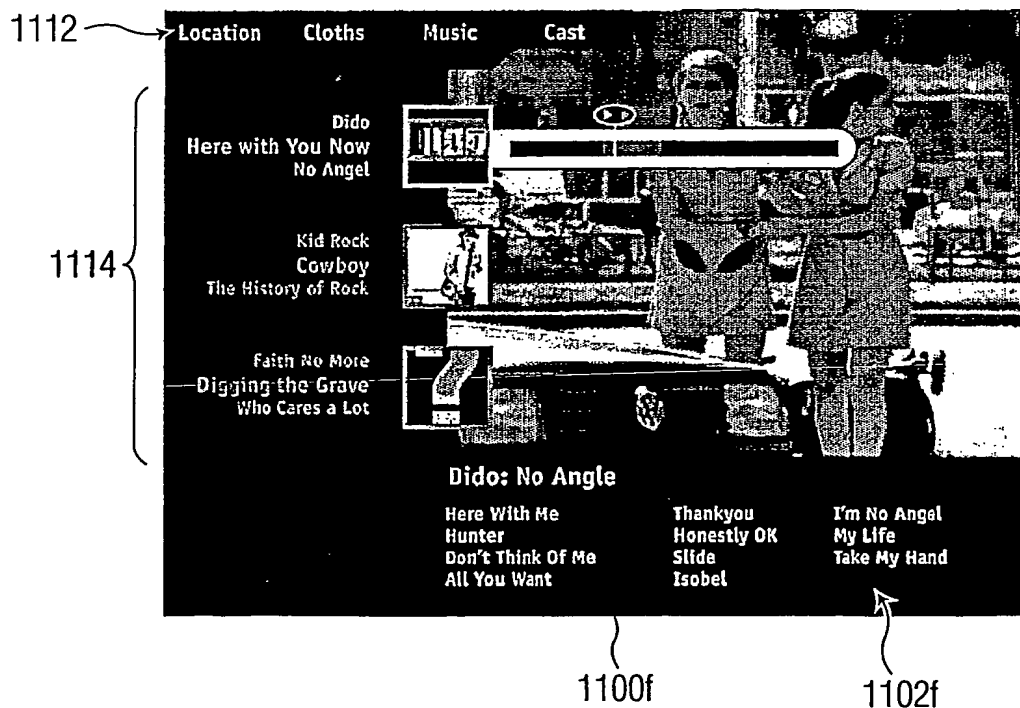 1112
Location Cloths Music Cast
1114
Dido
Here with You Now
No Angel
Kid Rock
Cowboy
The History of Rock
Faith No More
Digging the Grave
Who Cares a Lot
Dido: No Angle
Here With Me Thankyou I'm No Angel
Hunter Honestly OK My Life
Don't Think Of Me Slide Take My Hand
All You Want Isobel
1100f
1102f